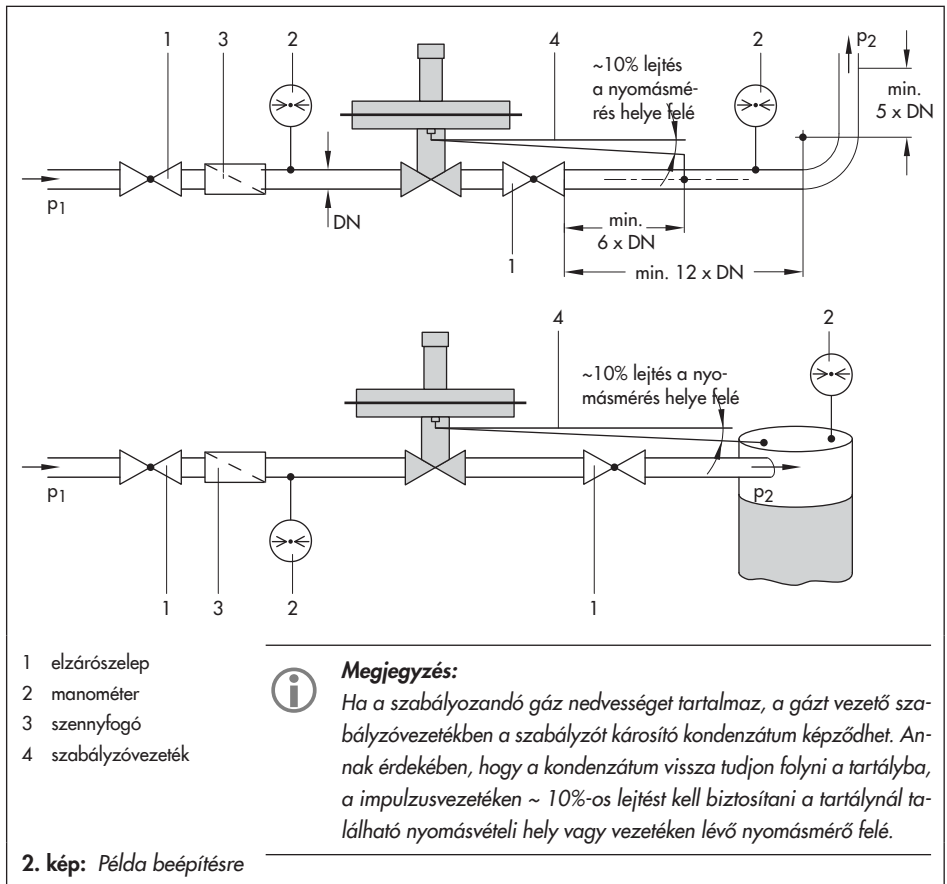 1
3
2
4
2
p2
~10% lejtés
a nyomásmé-
rés helye felé
min.
5 x DN
p1
DN
1
min.
6 x DN
min. 12 x DN
4
2
~10% lejtés a nyo-
másmérés helye felé
p1
p2
1
3
2
1
1 elzárószelep
2 manométer
3 szennyfogó
4 szabályzóvezeték
Megjegyzés:
Ha a szabályozandó gáz nedvességet tartalmaz, a gázt vezető sza-
bályzóvezetékben a szabályzót károsító kondenzátum képződhet. An-
nak érdekében, hogy a kondenzátum vissza tudjon folyni a tartályba,
a impulzusvezetéken ~ 10%-os lejtést kell biztosítani a tartálynál ta-
lálható nyomásvételi hely vagy vezetéken lévő nyomásmérő felé.
2. kép: Példa beépítésre